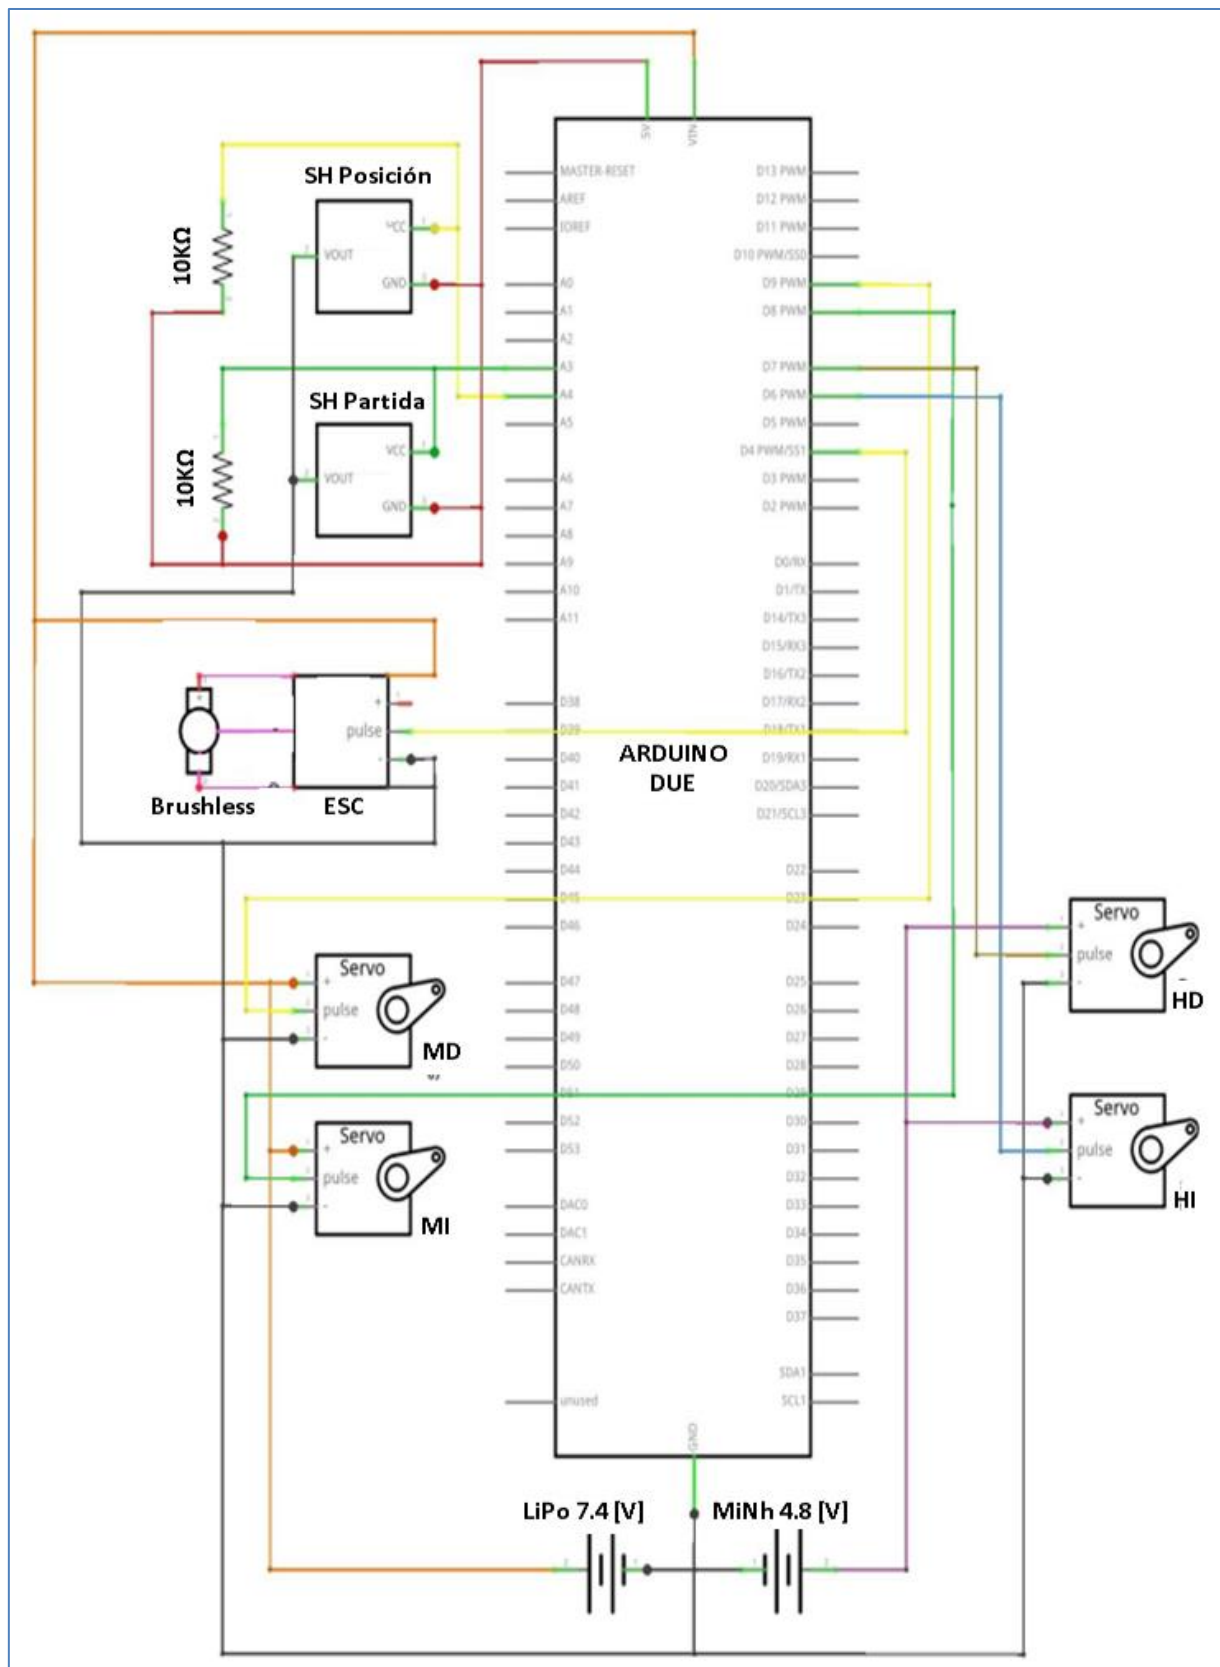 5V
VIN
MASTER-RESET
AREF
IOREF
A0
A1
A2
A3
A4
A5
A6
A7
A8
A9
A10
A11
D38
D39
D40
D41
D42
D43
D44
D45
D46
D47
D48
D49
D50
D51
D52
D53
DAC0
DAC1
CANRX
CANTX
unused
D13 PWM
D12 PWM
D11 PWM
D10 PWM/SS0
D9 PWM
D8 PWM
D7 PWM
D6 PWM
D5 PWM
D4 PWM/SS1
D3 PWM
D2 PWM
D0/RX
D1/TX
D14/TX3
D15/RX3
D16/TX2
D17/RX2
D18/TX1
D19/RX1
D20/SDA3
D21/SCL3
D22
D23
D24
D25
D26
D27
D28
D29
D30
D31
D32
D33
D34
D35
D36
D37
SDA1
SCL1
GND
ARDUINO
DUE
SH Posición
VCC
VOUT
GND
10KΩ
SH Partida
VCC
VOUT
GND
10KΩ
+
pulse
-
Brushless
ESC
Servo
+
pulse
-
MD
Servo
+
pulse
-
MI
Servo
+
pulse
-
HD
Servo
+
pulse
-
HI
LiPo 7.4 [V]
MiNh 4.8 [V]